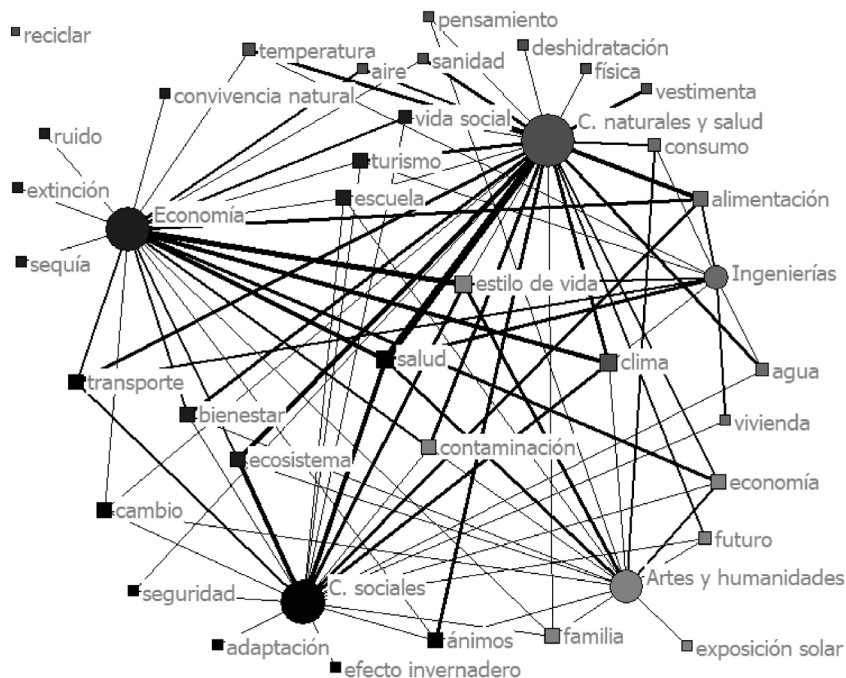 pensamiento
reciclar
deshidratación
temperatura
sanidad
aire
física
vestimenta
convivencia natural
vida social
C. naturales y salud
ruido
consumo
turismo
extinción
escuela
alimentación
Economía
sequía
Ingenierías
estilo de vida
salud
clima
agua
transporte
bienestar
vivienda
contaminación
ecosistema
economía
cambio
futuro
Artes y humanidades
C. sociales
seguridad
ánimos
familia
adaptación
exposición solar
efecto invernadero